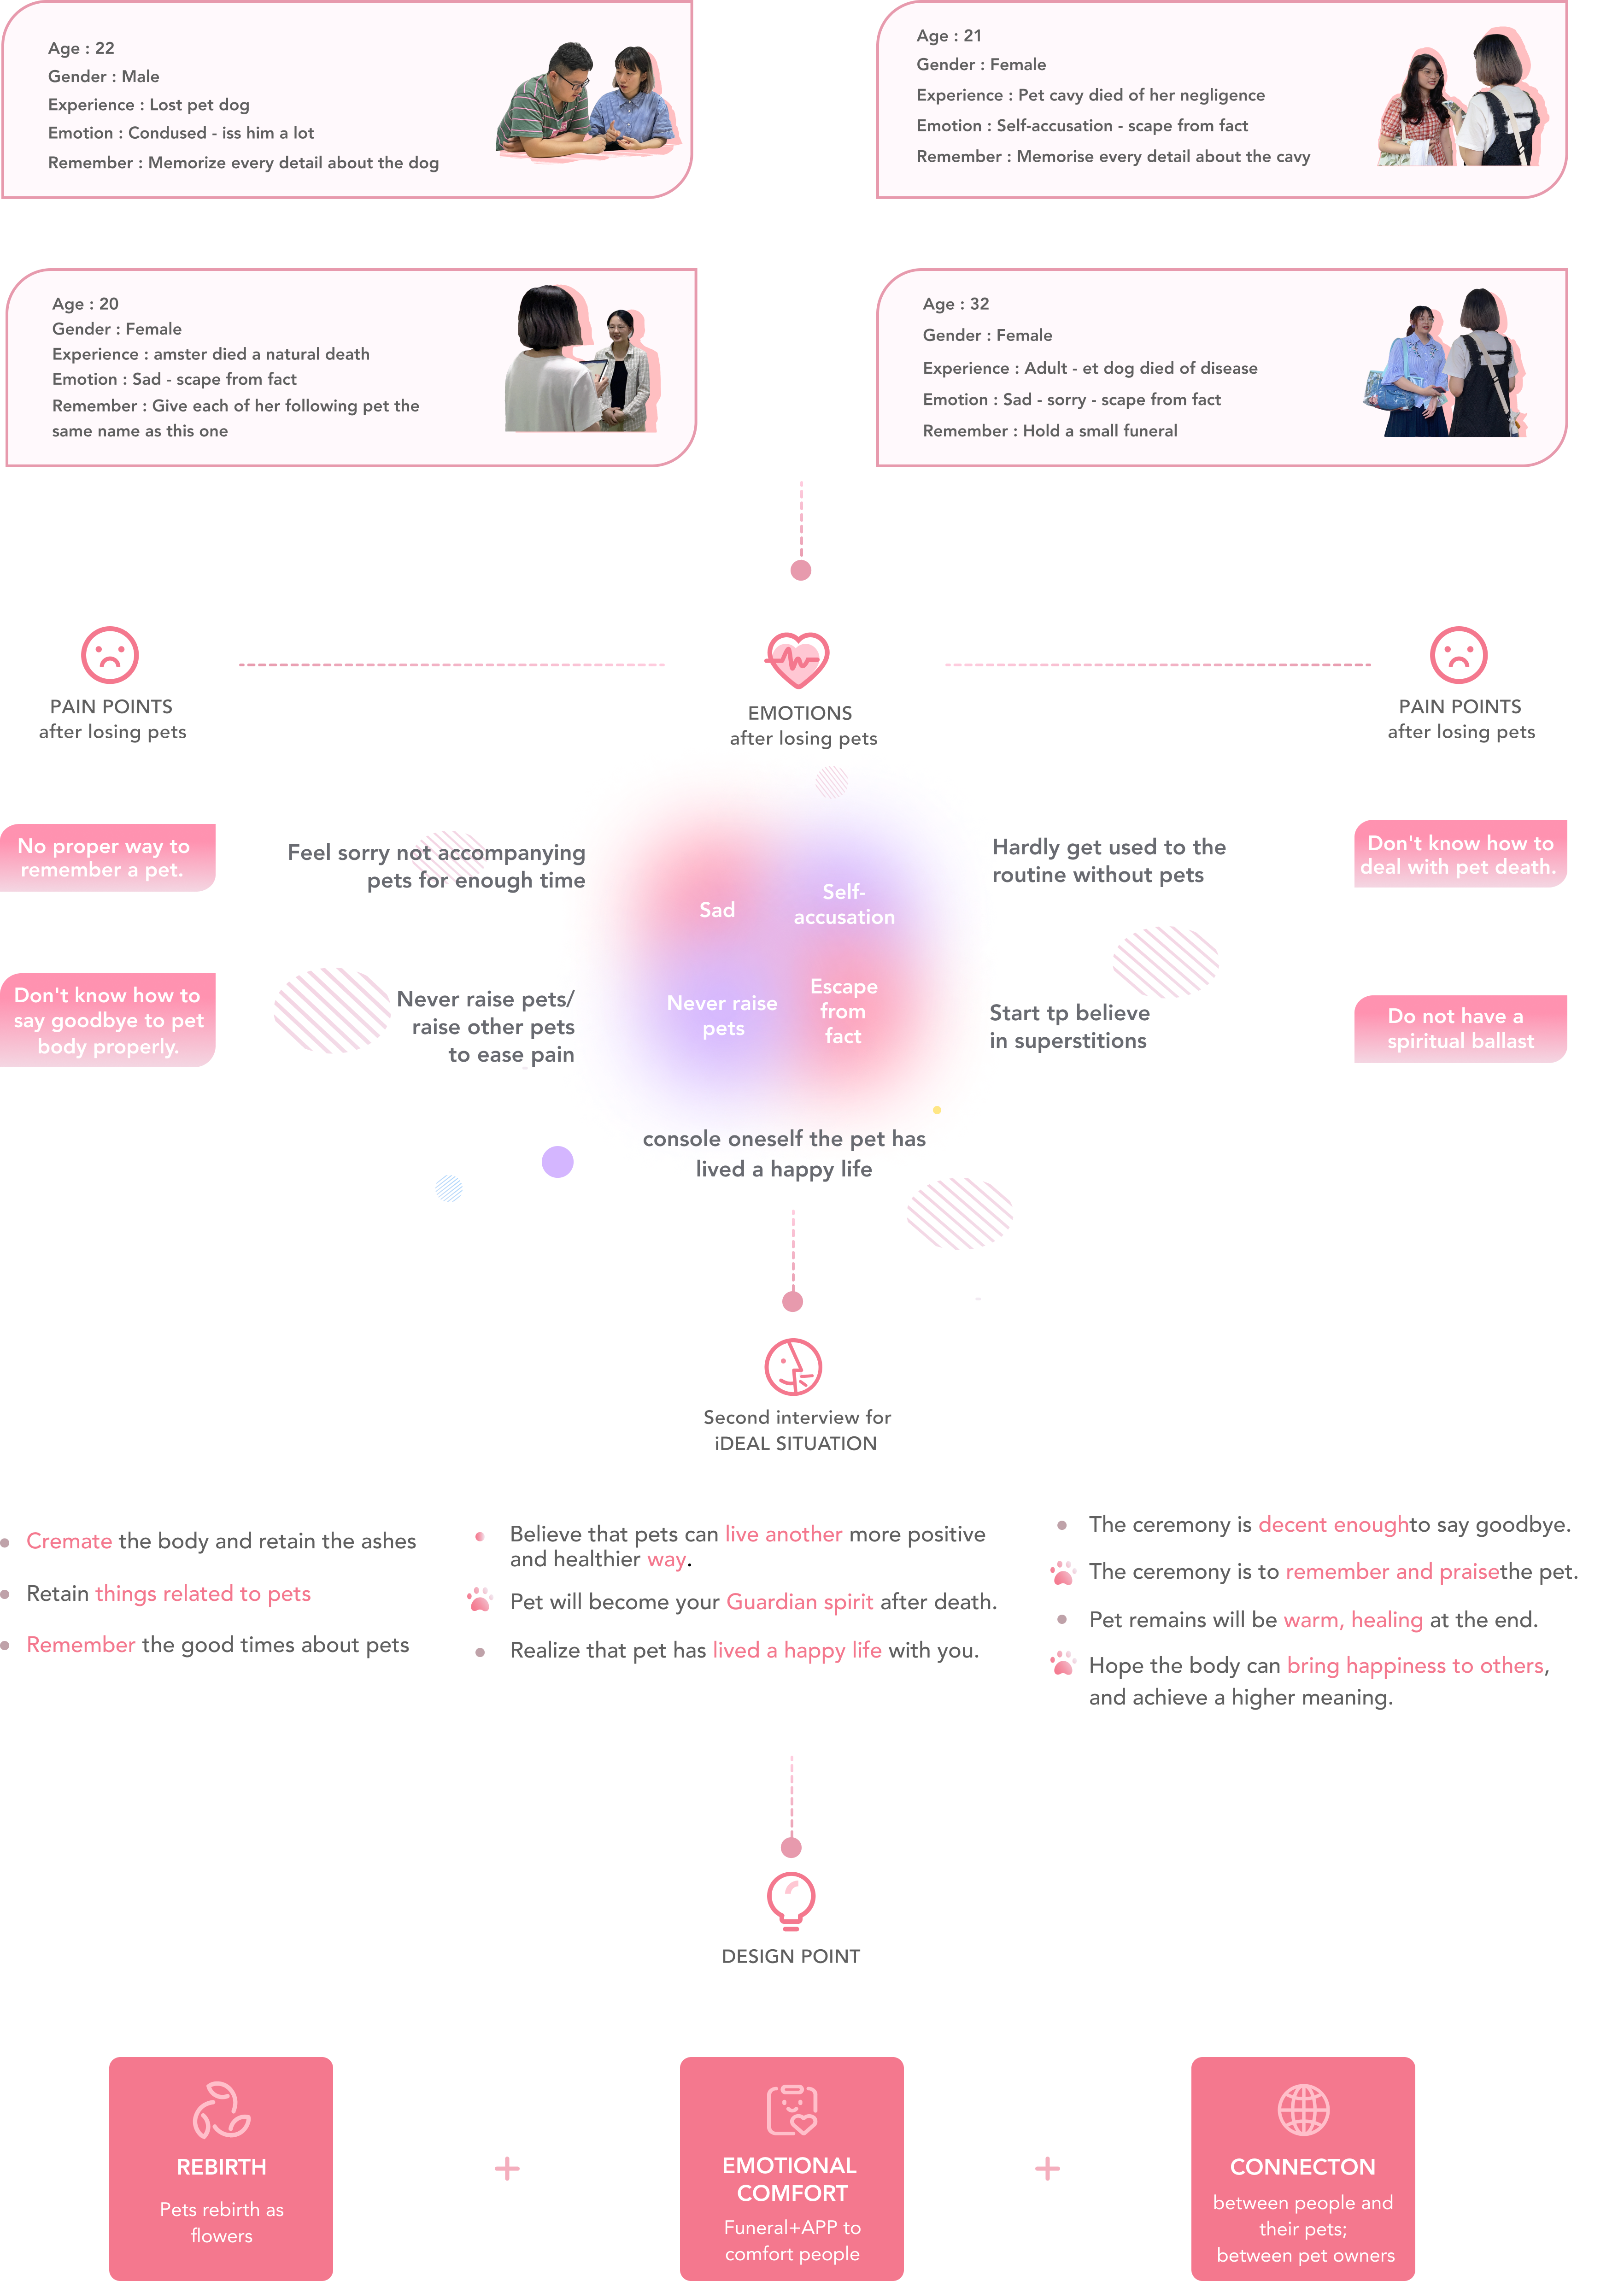 Age : 22
Gender : Male
Experience : Lost pet dog
Emotion : Condused - iss him a lot
Remember : Memorize every detail about the dog
Age : 21
Gender : Female
Experience : Pet cavy died of her negligence
Emotion : Self-accusation - scape from fact
Remember : Memorise every detail about the cavy
Age : 20
Gender : Female
Experience : amster died a natural death
Emotion : Sad - scape from fact
Remember : Give each of her following pet the
same name as this one
Age : 32
Gender : Female
Experience : Adult - et dog died of disease
Emotion : Sad - sorry - scape from fact
Remember : Hold a small funeral
PAIN POINTS
after losing pets
EMOTIONS
after losing pets
PAIN POINTS
after losing pets
No proper way to
remember a pet.
Feel sorry not accompanying
pets for enough time
Sad
Self-
accusation
Hardly get used to the
routine without pets
Don't know how to
deal with pet death.
Don't know how to
say goodbye to pet
body properly.
Never raise pets/
raise other pets
to ease pain
Never raise
pets
Escape
from
fact
Start tp believe
in superstitions
Do not have a
spiritual ballast
console oneself the pet has
lived a happy life
Second interview for
iDEAL SITUATION
Cremate the body and retain the ashes
Retain things related to pets
Remember the good times about pets
Believe that pets can live another more positive
and healthier way.
Pet will become your Guardian spirit after death.
Realize that pet has lived a happy life with you.
The ceremony is decent enoughto say goodbye.
The ceremony is to remember and praisethe pet.
Pet remains will be warm, healing at the end.
Hope the body can bring happiness to others,
and achieve a higher meaning.
DESIGN POINT
REBIRTH
Pets rebirth as
flowers
+
EMOTIONAL
COMFORT
Funeral+APP to
comfort people
+
CONNECTON
between people and
their pets;
between pet owners